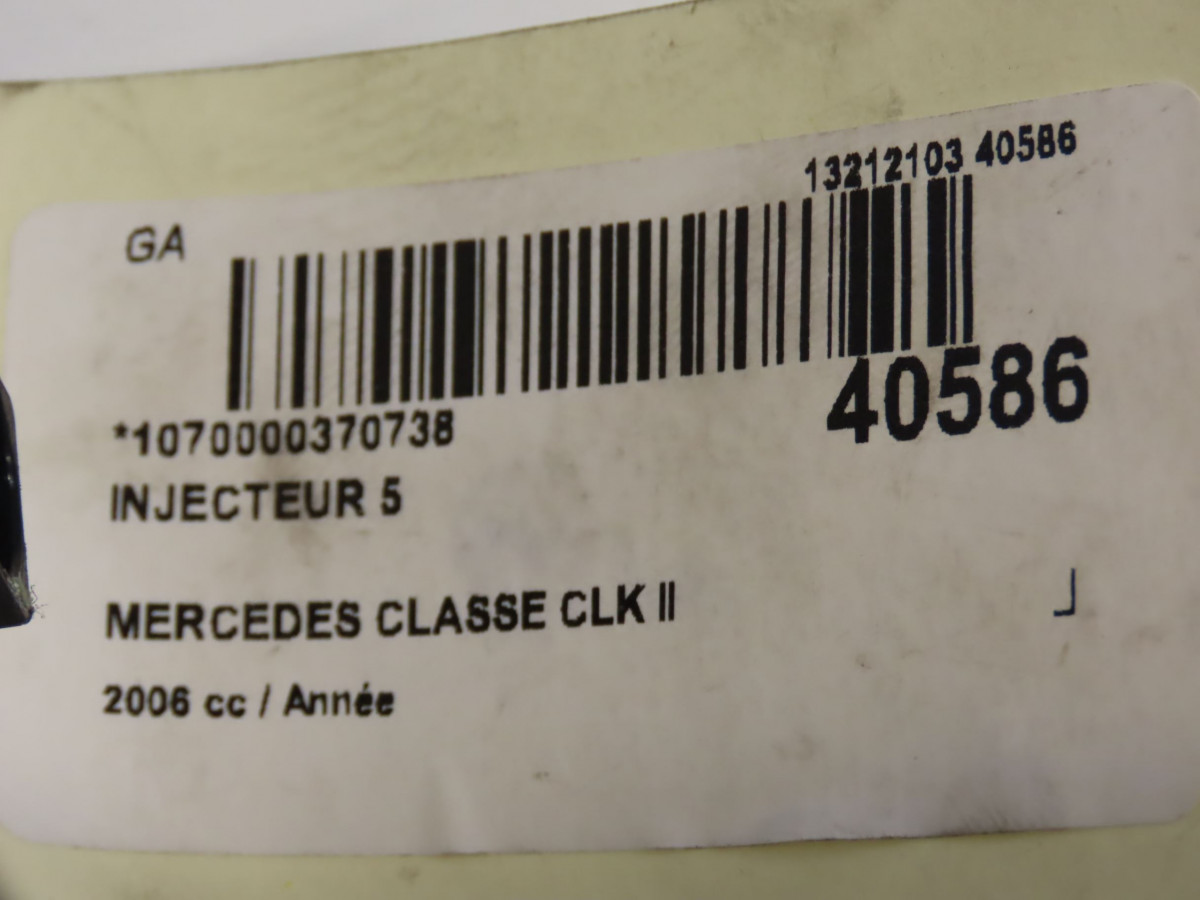 13212103 40586
GA
40586
*1070000370738
INJECTEUR 5
MERCEDES CLASSE CLK II
2006 cc / Année